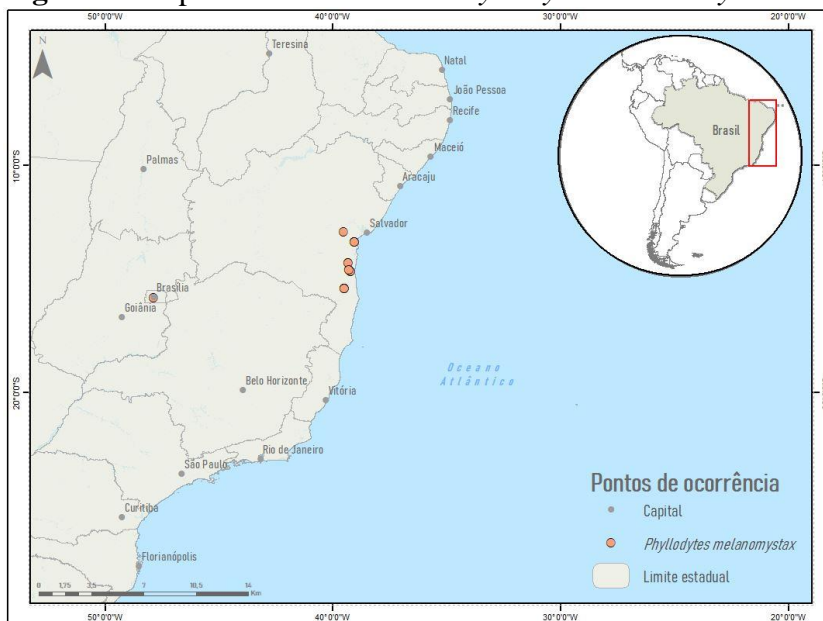 50°0'0"W 40°0'0"W 30°0'0"W 20°0'0"W
N
Teresina
Natal
João Pessoa
Recife
Palmas
Maceió
10°0'0"S
Aracaju
Salvador
Brasil
Brasília
Goiânia
Oceano
Atlântico
Belo Horizonte
20°0'0"S
Vitória
Rio de Janeiro
São Paulo
Curitiba
Florianópolis
Pontos de ocorrência
Capital
Phyllodytes melanomystax
Limite estadual
0 1,75 3,5 7 10,5 14
Km
50°0'0"W 40°0'0"W 30°0'0"W 20°0'0"W